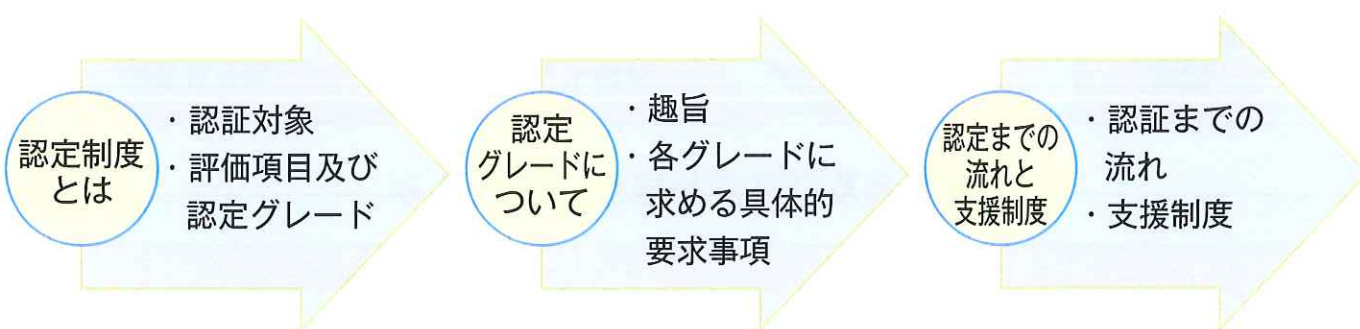 認定制度
とは
・認証対象
・評価項目及び
認定グレード
認定
グレードに
ついて
・趣旨
・各グレードに
求める具体的
要求事項
認定までの
流れと
支援制度
・認証までの
流れ
・支援制度